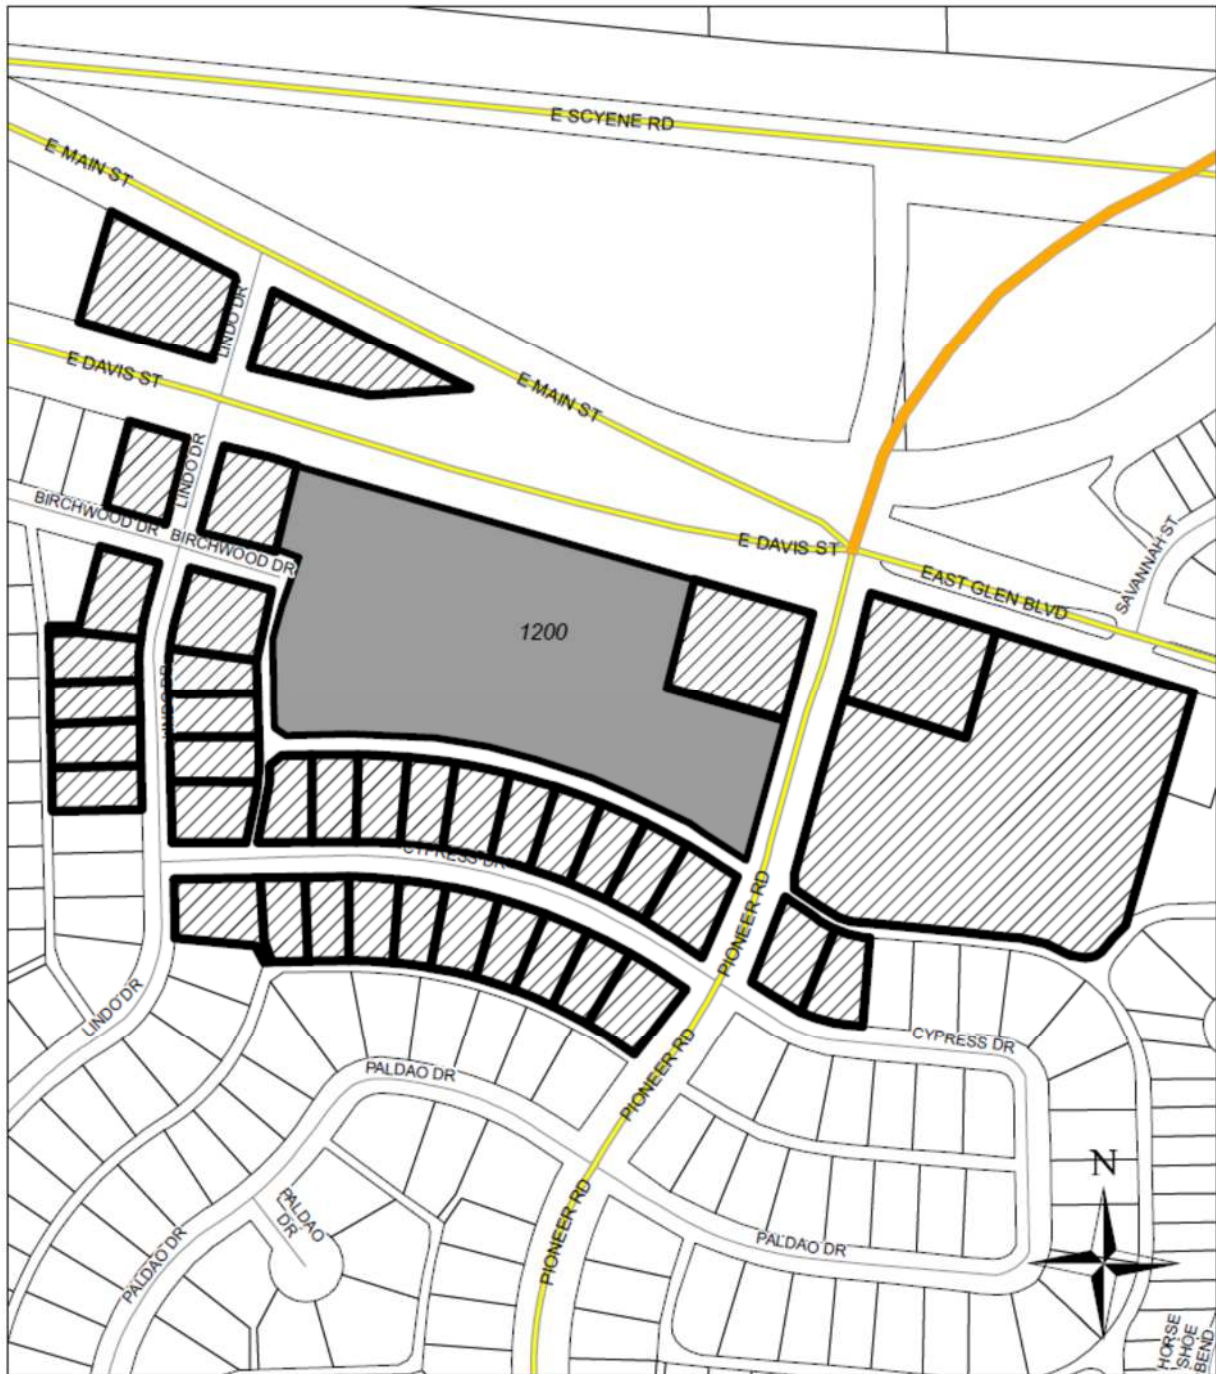 E SCYENE RD
E MAIN ST
LINDO DR
E DAVIS ST
E MAIN ST
LINDO DR
BIRCHWOOD DR
BIRCHWOOD DR
E DAVIS ST
EAST GLEN BLVD
SAVANNAH ST
1200
LINDO DR
CYPRESS DR
PIONEER RD
LINDO DR
CYPRESS DR
PALDAO DR
PIONEER RD
PALDAO
DR
PALDAO DR
PIONEER RD
PALDAO DR
N
HORSE
SHOE
BEND